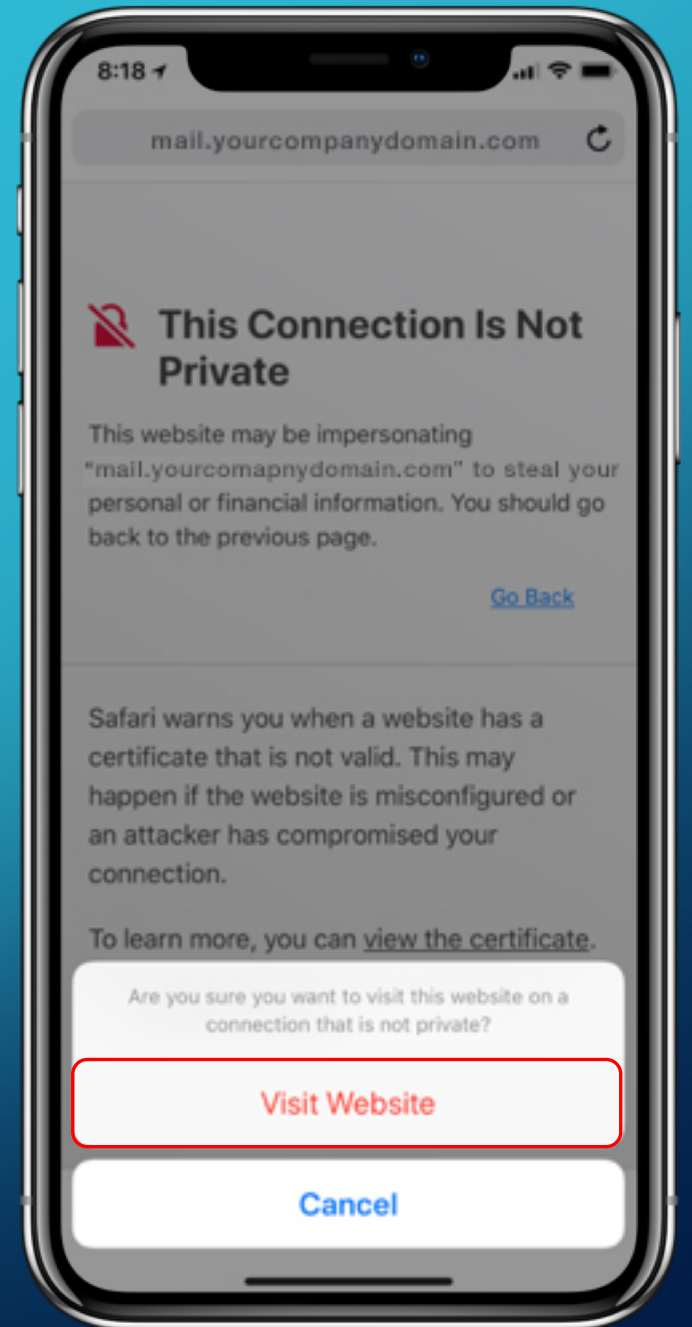 8:18
mail.yourcompanydomain.com
This Connection Is Not
Private
This website may be impersonating
"mail.yourcomapnydomain.com" to steal your
personal or financial information. You should go
back to the previous page.
Go Back
Safari warns you when a website has a
certificate that is not valid. This may
happen if the website is misconfigured or
an attacker has compromised your
connection.
To learn more, you can view the certificate.
Are you sure you want to visit this website on a
connection that is not private?
Visit Website
Cancel